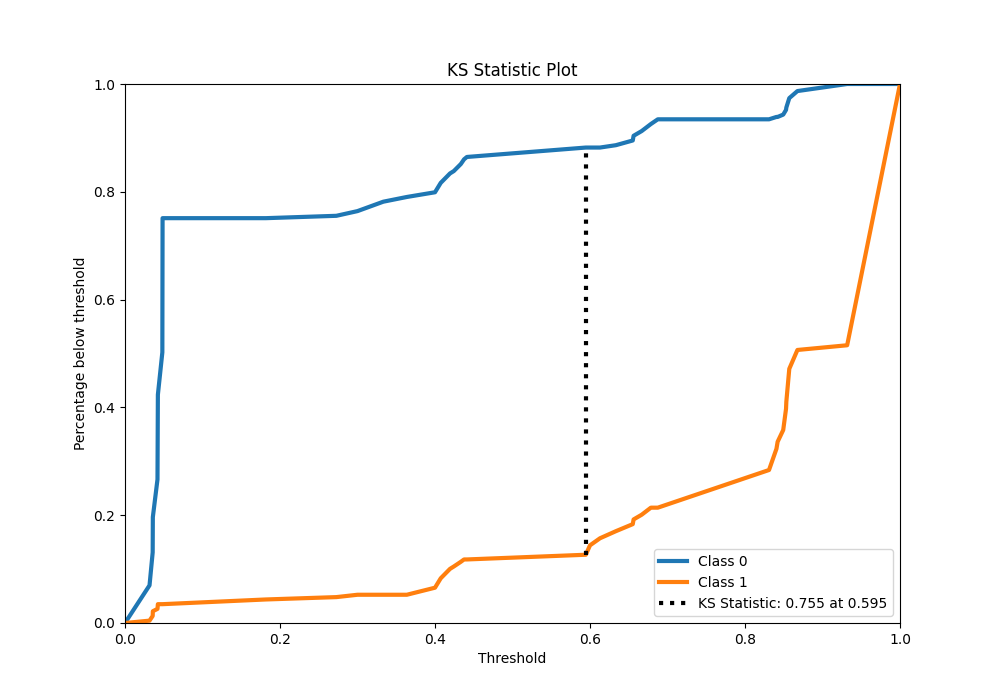 KS Statistic Plot
Percentage below threshold
1.0
0.8
0.6
0.4
0.2
0.0
0.0 0.2 0.4 0.6 0.8 1.0
Threshold
Class 0
Class 1
KS Statistic: 0.755 at 0.595